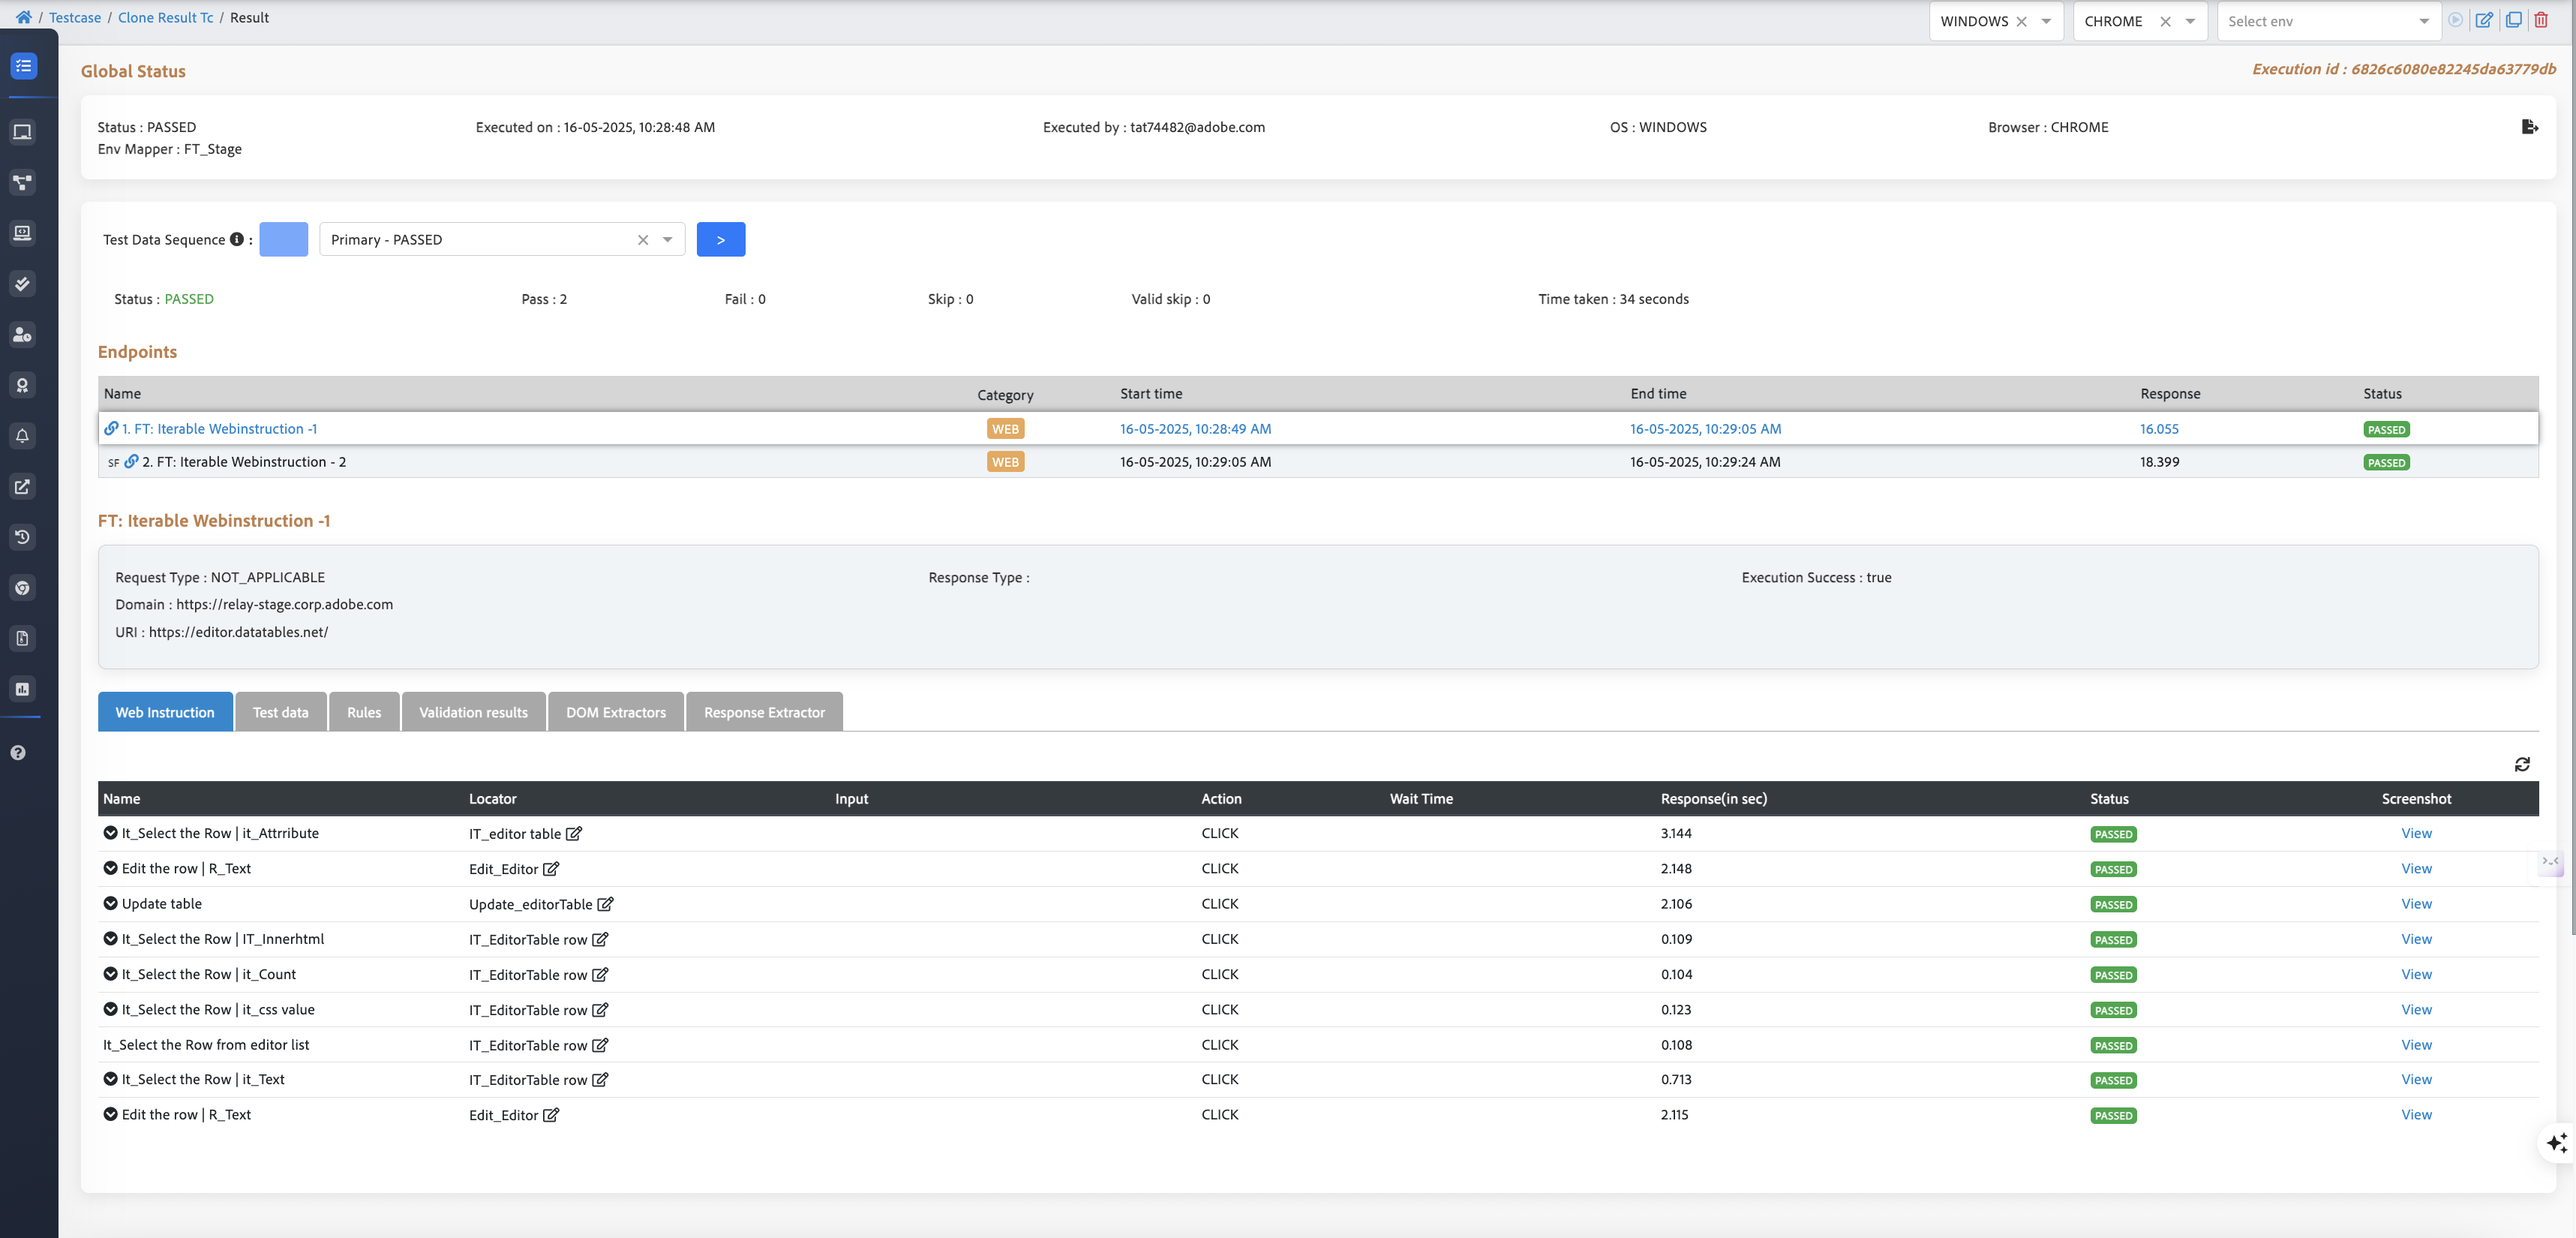 / Testcase / Clone Result Tc / Result
WINDOWS
CHROME
Select env
Global Status
Execution id : 6826c6080e82245da63779db
Status : PASSED Executed on : 16-05-2025, 10:28:48 AM Executed by : tat74482@adobe.com OS : WINDOWS Browser : CHROME
Env Mapper : FT_Stage
Test Data Sequence : Primary - PASSED >
Status : PASSED Pass : 2 Fail : 0 Skip : 0 Valid skip : 0 Time taken : 34 seconds
Endpoints
Name Category Start time End time Response Status
1. FT: Iterable Webinstruction -1 WEB 16-05-2025, 10:28:49 AM 16-05-2025, 10:29:05 AM 16.055 PASSED
SF 2. FT: Iterable Webinstruction - 2 WEB 16-05-2025, 10:29:05 AM 16-05-2025, 10:29:24 AM 18.399 PASSED
FT: Iterable Webinstruction -1
Request Type : NOT_APPLICABLE Response Type : Execution Success : true
Domain : https://relay-stage.corp.adobe.com
URI : https://editor.datatables.net/
Web Instruction Test data Rules Validation results DOM Extractors Response Extractor
Name Locator Input Action Wait Time Response(in sec) Status Screenshot
It_Select the Row | it_Attrribute IT_editor table CLICK 3.144 PASSED View
Edit the row | R_Text Edit_Editor CLICK 2.148 PASSED View
Update table Update_editorTable CLICK 2.106 PASSED View
It_Select the Row | IT_Innerhtml IT_EditorTable row CLICK 0.109 PASSED View
It_Select the Row | it_Count IT_EditorTable row CLICK 0.104 PASSED View
It_Select the Row | it_css value IT_EditorTable row CLICK 0.123 PASSED View
It_Select the Row from editor list IT_EditorTable row CLICK 0.108 PASSED View
It_Select the Row | it_Text IT_EditorTable row CLICK 0.713 PASSED View
Edit the row | R_Text Edit_Editor CLICK 2.115 PASSED View